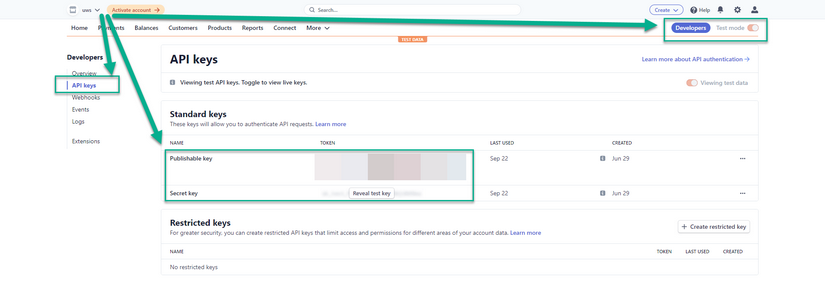 uws
Activate account →
Search...
Create
Help
Home
Payments
Balances
Customers
Products
Reports
Connect
More
Developers
Test mode
TEST DATA
Developers
Overview
API keys
Webhooks
Events
Logs
Extensions
API keys
Learn more about API authentication →
Viewing test API keys. Toggle to view live keys.
Viewing test data
Standard keys
These keys will allow you to authenticate API requests. Learn more
NAME TOKEN LAST USED CREATED
Publishable key Sep 22 Jun 29 ...
Secret key Reveal test key Sep 22 Jun 29 ...
Restricted keys
For greater security, you can create restricted API keys that limit access and permissions for different areas of your account data. Learn more
+ Create restricted key
NAME TOKEN LAST USED CREATED
No restricted keys